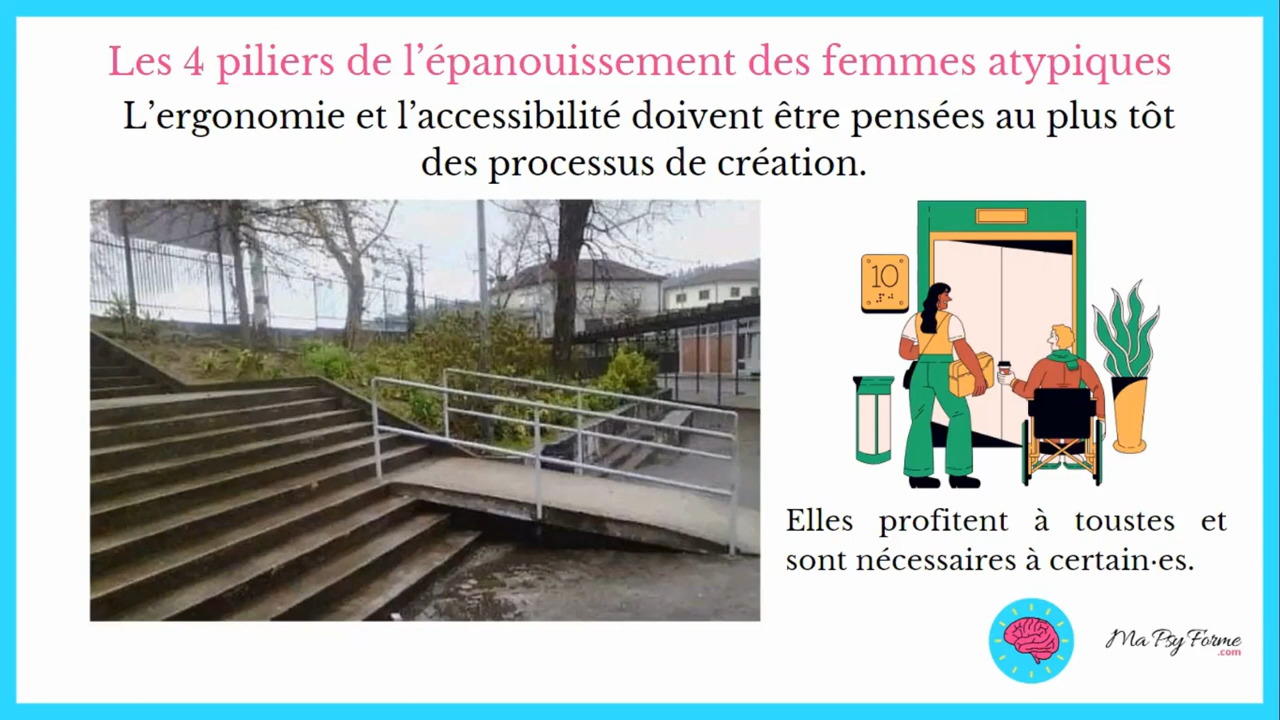 Les 4 piliers de l’épanouissement des femmes atypiques
L’ergonomie et l’accessibilité doivent être pensées au plus tôt
des processus de création.
10
Elles profitent à toustes et
sont nécessaires à certain·es.
Ma Psy Forme
.com